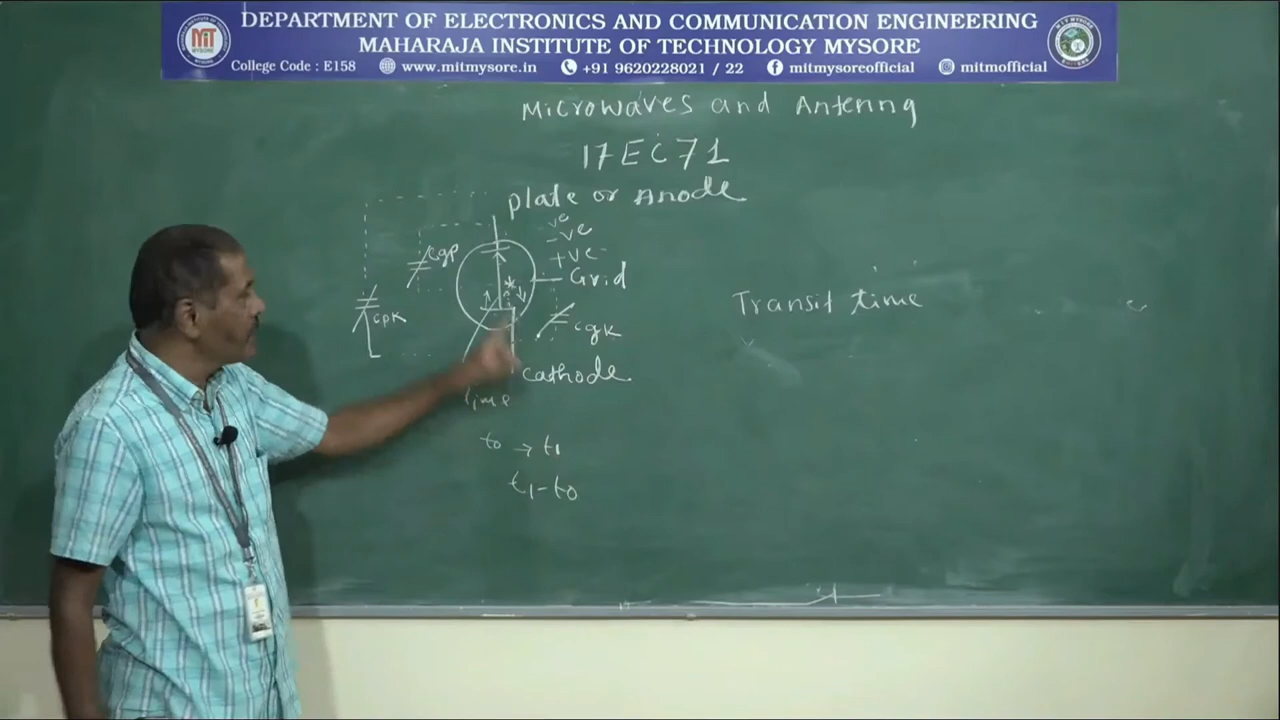 DEPARTMENT OF ELECTRONICS AND COMMUNICATION ENGINEERING
MAHARAJA INSTITUTE OF TECHNOLOGY MYSORE
College Code : E158 www.mitmysore.in +91 9620228021 / 22 mitmysoreofficial mitmofficial
MIT
Microwaves and Antenna
17EC71
Plate or Anode
-ve
-ve
+ve
Cgp
Grid
CpK
CgK
Transit time
Cathode
Time
t0 → t1
t1 - t0